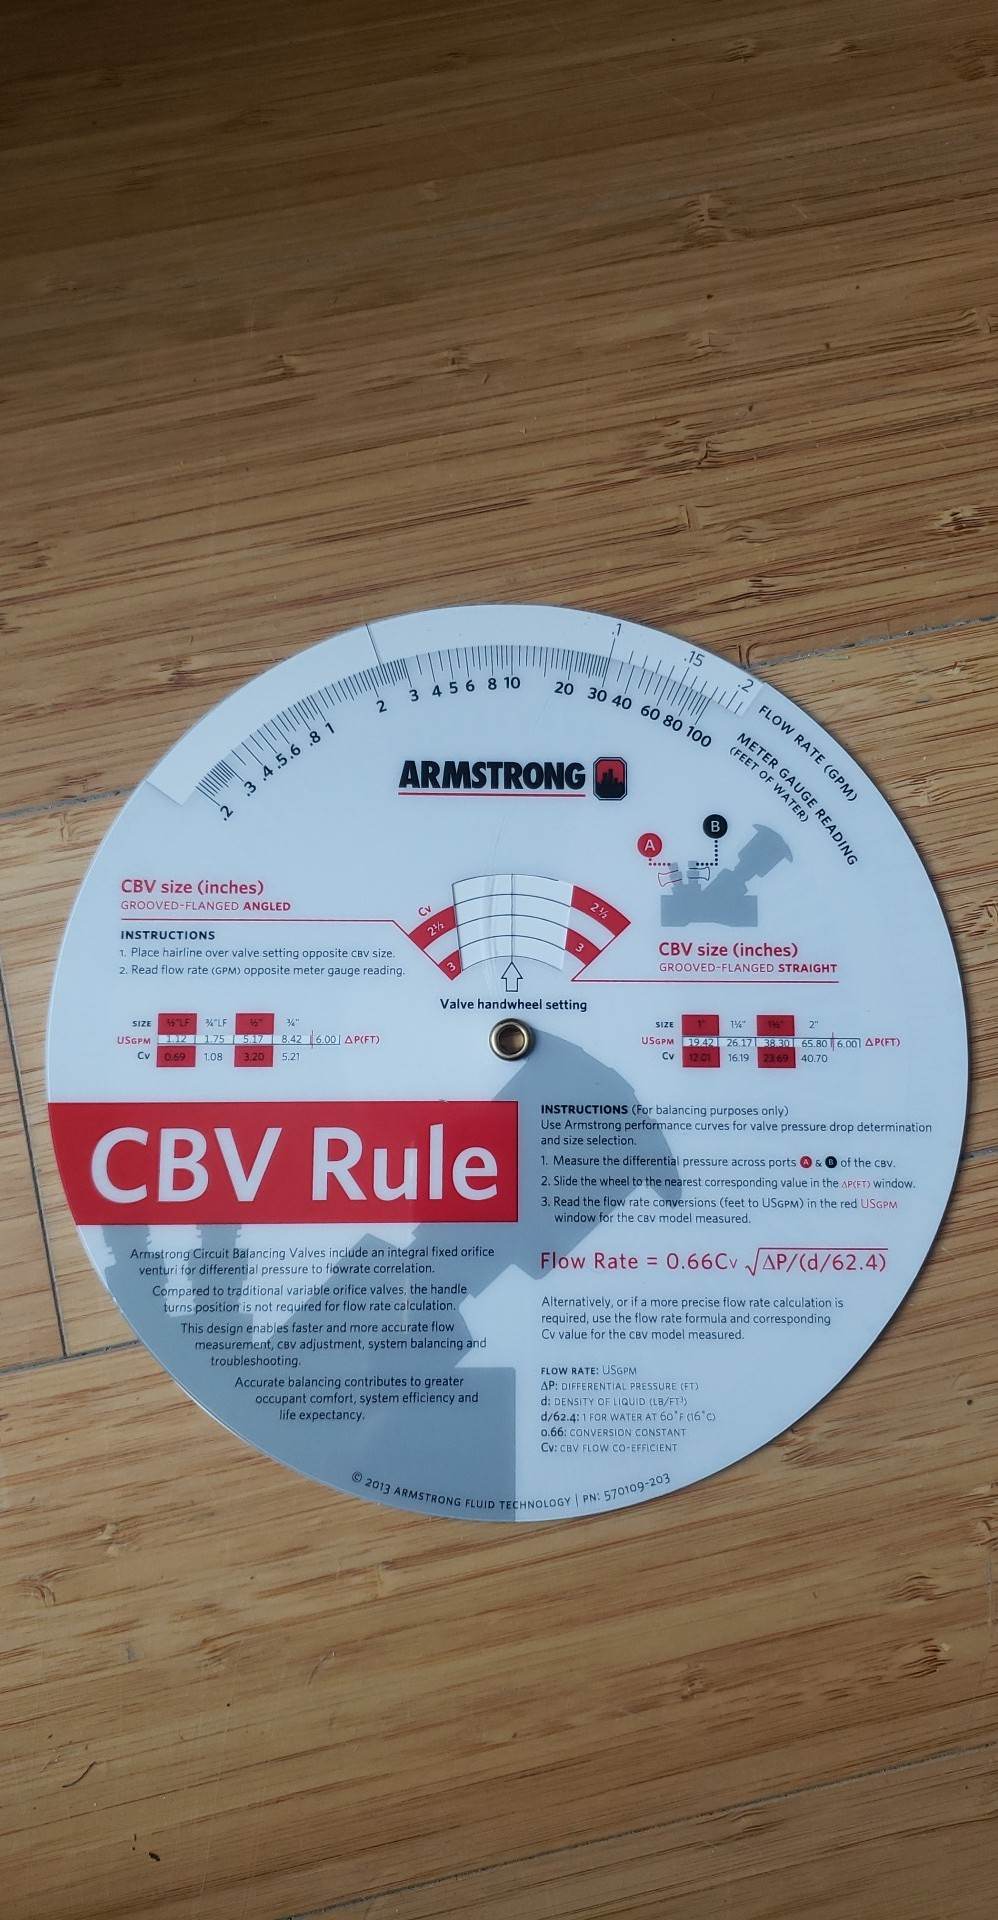 .1 .15 .2
FLOW RATE (GPM)
.2 .3 .4 .5 .6 .8 1 2 3 4 5 6 8 10 20 30 40 60 80 100
METER GAUGE READING
(FEET OF WATER)
ARMSTRONG
A B
CBV size (inches)
GROOVED-FLANGED ANGLED
INSTRUCTIONS
1. Place hairline over valve setting opposite CBV size.
2. Read flow rate (GPM) opposite meter gauge reading.
Cv
2½ 2½
3 3
CBV size (inches)
GROOVED-FLANGED STRAIGHT
Valve handwheel setting
SIZE ½"LF ¾"LF ½" ¾"
USGPM 1.12 1.75 5.17 8.42 6.00 ΔP(FT)
Cv 0.69 1.08 3.20 5.21
SIZE 1" 1¼" 1½" 2"
USGPM 19.42 26.17 38.30 65.80 6.00 ΔP(FT)
Cv 12.01 16.19 23.69 40.70
CBV Rule
Armstrong Circuit Balancing Valves include an integral fixed orifice
venturi for differential pressure to flowrate correlation.
Compared to traditional variable orifice valves, the handle
turns position is not required for flow rate calculation.
This design enables faster and more accurate flow
measurement, CBV adjustment, system balancing and
troubleshooting.
Accurate balancing contributes to greater
occupant comfort, system efficiency and
life expectancy.
INSTRUCTIONS (For balancing purposes only)
Use Armstrong performance curves for valve pressure drop determination
and size selection.
1. Measure the differential pressure across ports A & B of the CBV.
2. Slide the wheel to the nearest corresponding value in the ΔP(FT) window.
3. Read the flow rate conversions (feet to USGPM) in the red USGPM
window for the CBV model measured.
Flow Rate = 0.66Cv √ΔP/(d/62.4)
Alternatively, or if a more precise flow rate calculation is
required, use the flow rate formula and corresponding
Cv value for the CBV model measured.
FLOW RATE: USGPM
ΔP: DIFFERENTIAL PRESSURE (FT)
d: DENSITY OF LIQUID (LB/FT³)
d/62.4: 1 FOR WATER AT 60°F (16°C)
0.66: CONVERSION CONSTANT
Cv: CBV FLOW CO-EFFICIENT
© 2013 ARMSTRONG FLUID TECHNOLOGY | PN: 570109-203